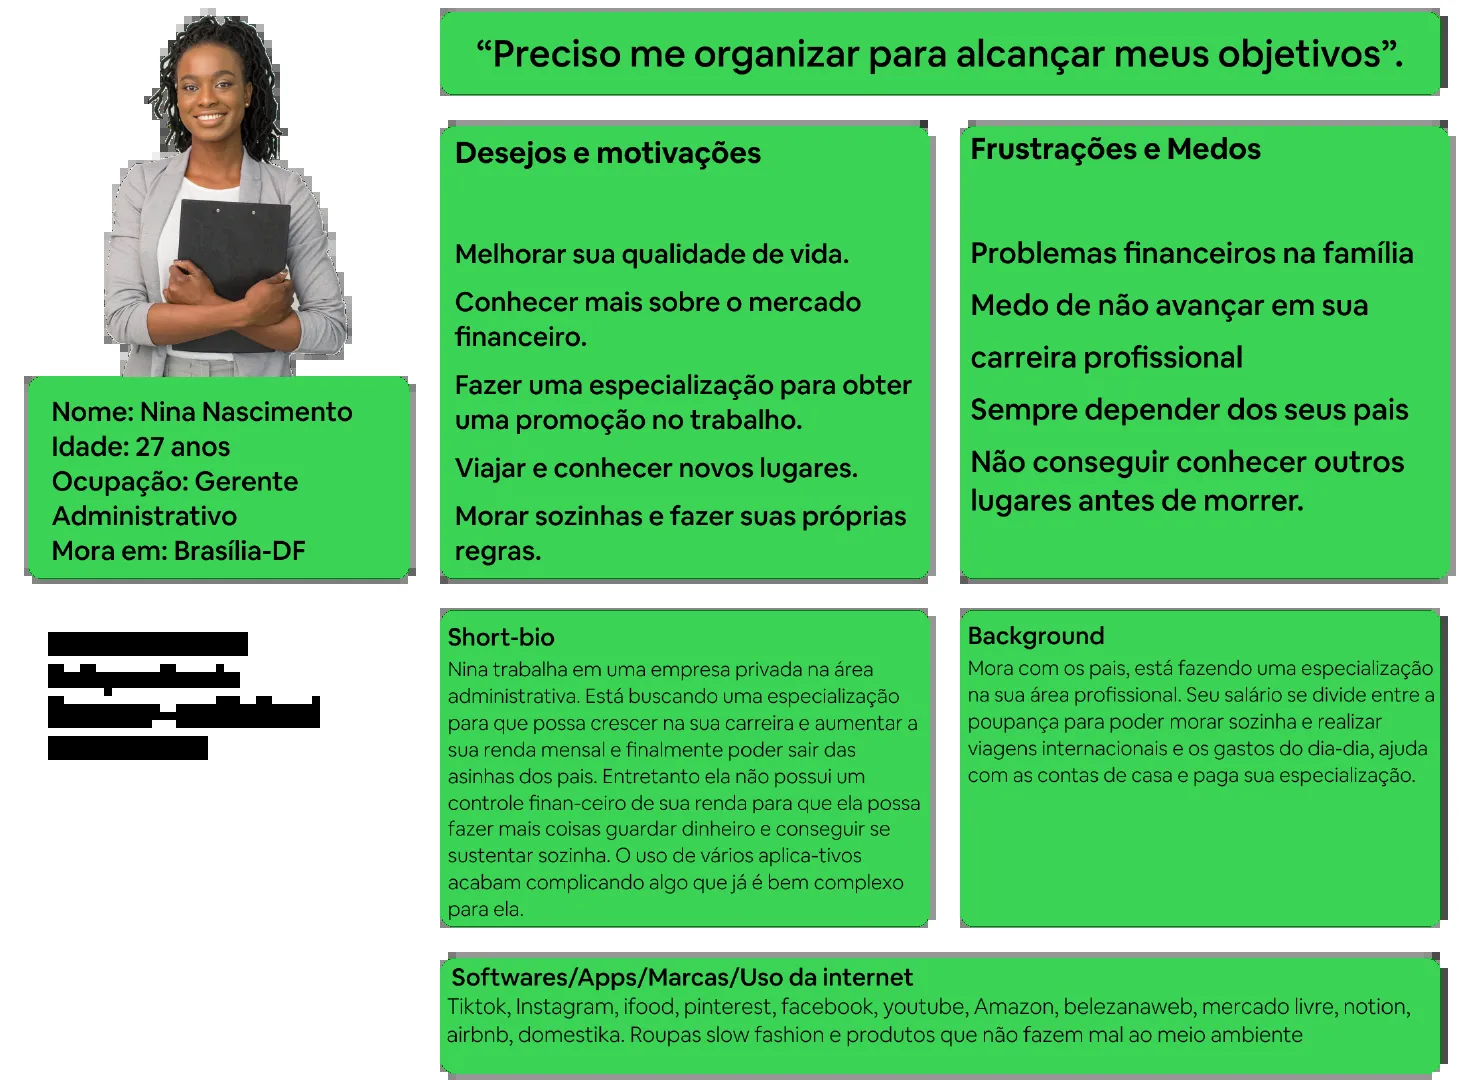 “Preciso me organizar para alcançar meus objetivos”.
Desejos e motivações
Melhorar sua qualidade de vida.
Conhecer mais sobre o mercado
financeiro.
Fazer uma especialização para obter
uma promoção no trabalho.
Viajar e conhecer novos lugares.
Morar sozinhas e fazer suas próprias
regras.
Frustrações e Medos
Problemas financeiros na família
Medo de não avançar em sua
carreira profissional
Sempre depender dos seus pais
Não conseguir conhecer outros
lugares antes de morrer.
Nome: Nina Nascimento
Idade: 27 anos
Ocupação: Gerente
Administrativo
Mora em: Brasília-DF
Short-bio
Nina trabalha em uma empresa privada na área
administrativa. Está buscando uma especialização
para que possa crescer na sua carreira e aumentar a
sua renda mensal e finalmente poder sair das
asinhas dos pais. Entretanto ela não possui um
controle finan-ceiro de sua renda para que ela possa
fazer mais coisas guardar dinheiro e conseguir se
sustentar sozinha. O uso de vários aplica-tivos
acabam complicando algo que já é bem complexo
para ela.
Background
Mora com os pais, está fazendo uma especialização
na sua área profissional. Seu salário se divide entre a
poupança para poder morar sozinha e realizar
viagens internacionais e os gastos do dia-dia, ajuda
com as contas de casa e paga sua especialização.
Softwares/Apps/Marcas/Uso da internet
Tiktok, Instagram, ifood, pinterest, facebook, youtube, Amazon, belezanaweb, mercado livre, notion,
airbnb, domestika. Roupas slow fashion e produtos que não fazem mal ao meio ambiente